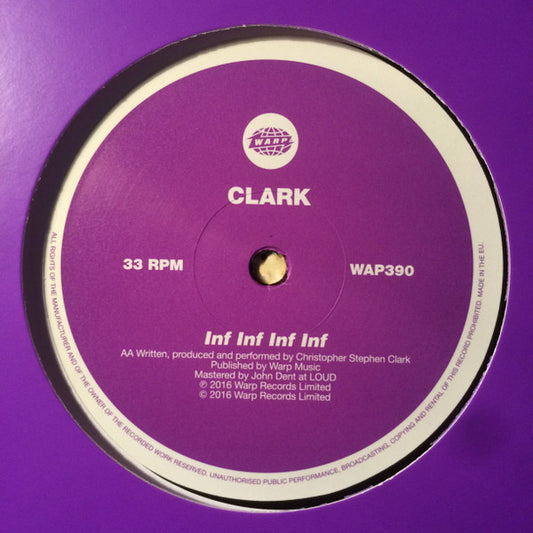 WARP
CLARK
33 RPM
WAP390
Inf Inf Inf Inf
AA Written, produced and performed by Christopher Stephen Clark
Published by Warp Music
Mastered by John Dent at LOUD
℗ 2016 Warp Records Limited
© 2016 Warp Records Limited
ALL RIGHTS OF THE MANUFACTURER AND OF THE OWNER OF THE RECORDED WORK RESERVED. UNAUTHORISED PUBLIC PERFORMANCE, BROADCASTING, COPYING AND RENTAL OF THIS RECORD PROHIBITED. MADE IN THE EU.